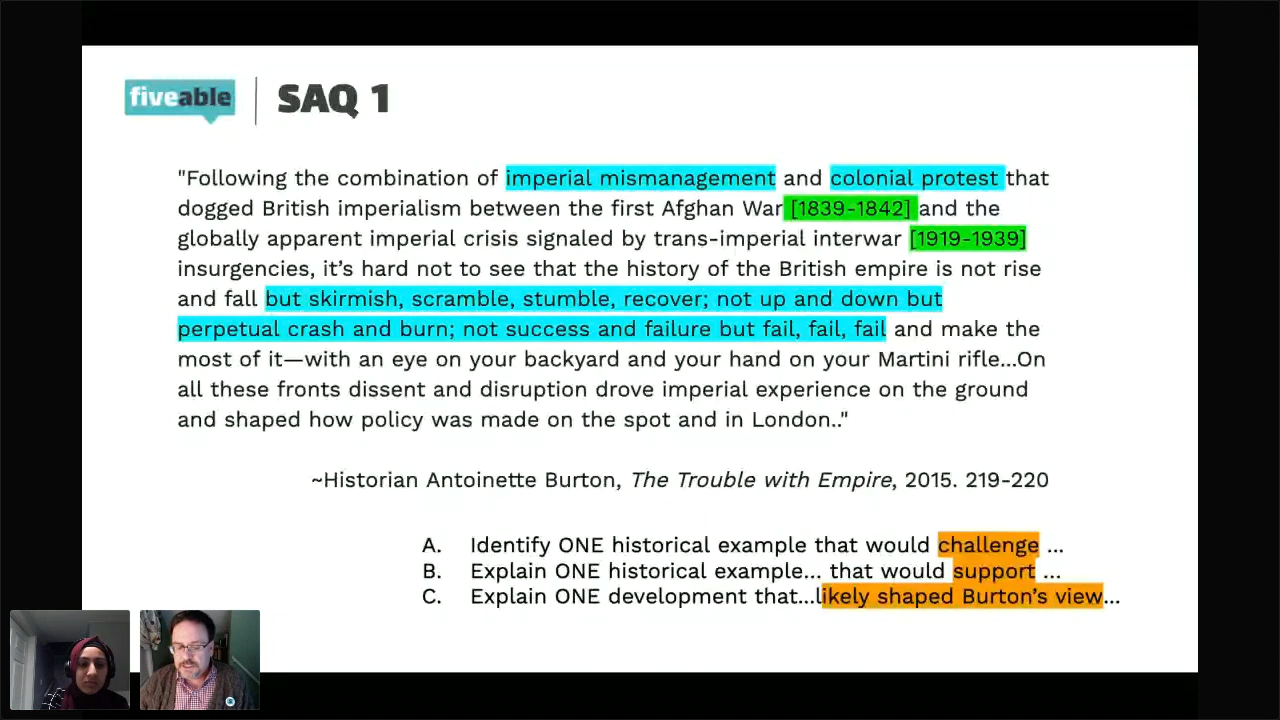 fiveable
SAQ 1
"Following the combination of imperial mismanagement and colonial protest that
dogged British imperialism between the first Afghan War [1839-1842] and the
globally apparent imperial crisis signaled by trans-imperial interwar [1919-1939]
insurgencies, it's hard not to see that the history of the British empire is not rise
and fall but skirmish, scramble, stumble, recover; not up and down but
perpetual crash and burn; not success and failure but fail, fail, fail and make the
most of it—with an eye on your backyard and your hand on your Martini rifle...On
all these fronts dissent and disruption drove imperial experience on the ground
and shaped how policy was made on the spot and in London.."
~Historian Antoinette Burton, The Trouble with Empire, 2015. 219-220
A. Identify ONE historical example that would challenge ...
B. Explain ONE historical example... that would support ...
C. Explain ONE development that...likely shaped Burton's view...